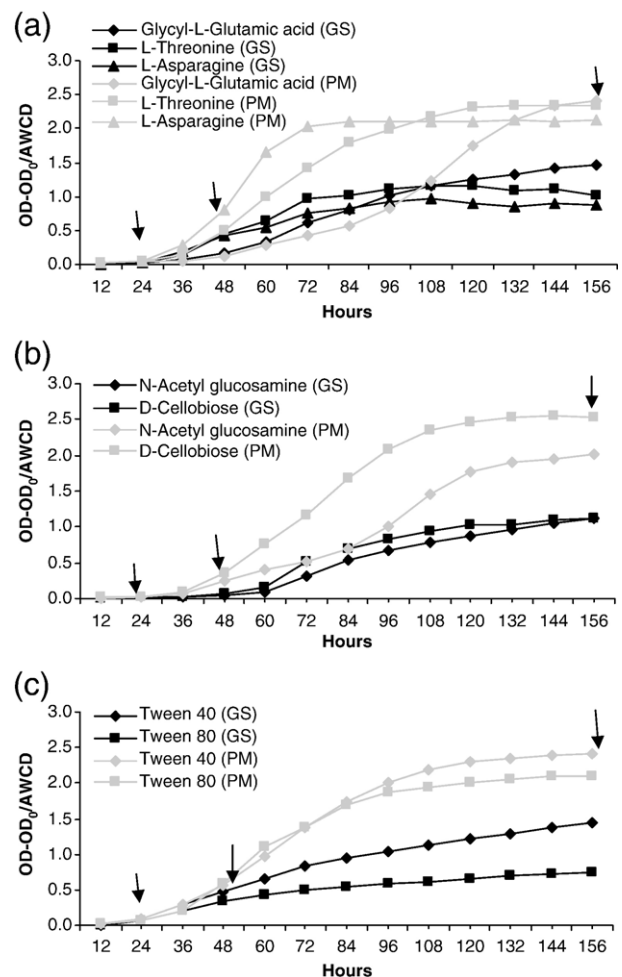 (a)
Glycyl-L-Glutamic acid (GS)
L-Threonine (GS)
L-Asparagine (GS)
Glycyl-L-Glutamic acid (PM)
L-Threonine (PM)
L-Asparagine (PM)
OD-OD₀/AWCD
3.0
2.5
2.0
1.5
1.0
0.5
0.0
12 24 36 48 60 72 84 96 108 120 132 144 156
Hours
(b)
N-Acetyl glucosamine (GS)
D-Cellobiose (GS)
N-Acetyl glucosamine (PM)
D-Cellobiose (PM)
OD-OD₀/AWCD
3.0
2.5
2.0
1.5
1.0
0.5
0.0
12 24 36 48 60 72 84 96 108 120 132 144 156
Hours
(c)
Tween 40 (GS)
Tween 80 (GS)
Tween 40 (PM)
Tween 80 (PM)
OD-OD₀/AWCD
3.0
2.5
2.0
1.5
1.0
0.5
0.0
12 24 36 48 60 72 84 96 108 120 132 144 156
Hours